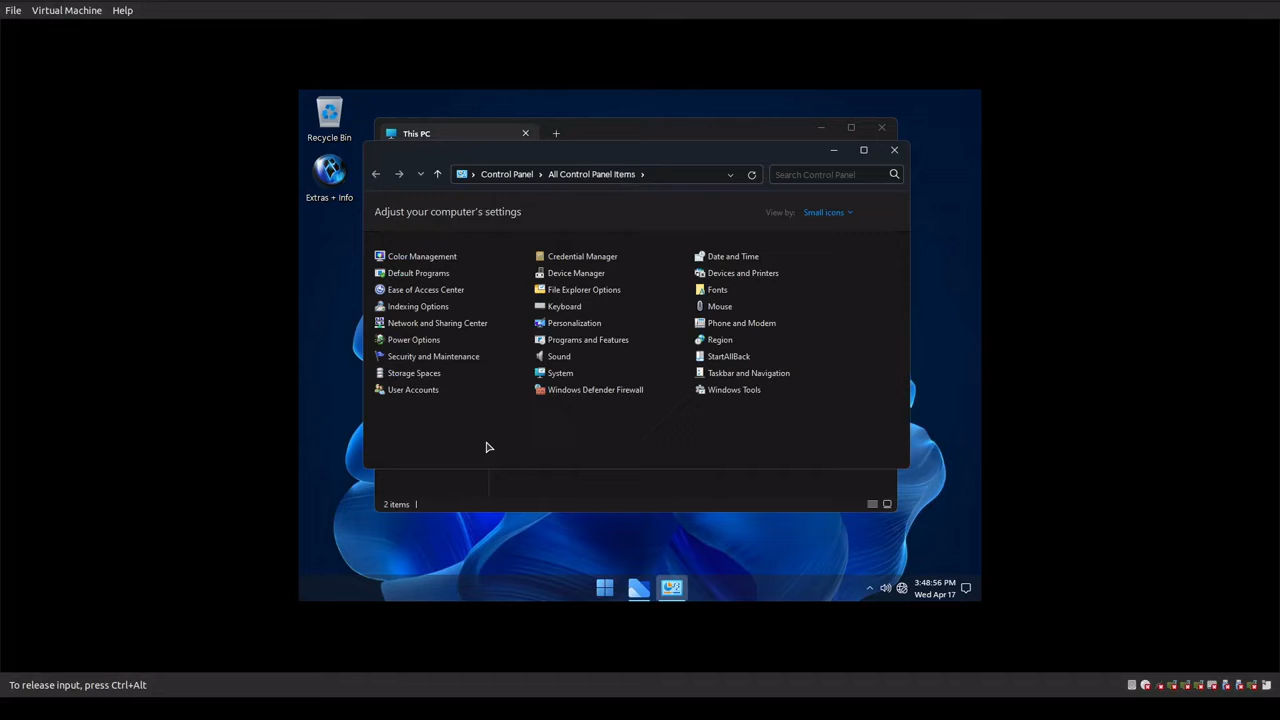 File Virtual Machine Help
Recycle Bin
Extras + Info
This PC
Control Panel All Control Panel Items
Search Control Panel
Adjust your computer's settings
View by: Small icons
Color Management Credential Manager Date and Time
Default Programs Device Manager Devices and Printers
Ease of Access Center File Explorer Options Fonts
Indexing Options Keyboard Mouse
Network and Sharing Center Personalization Phone and Modem
Power Options Programs and Features Region
Security and Maintenance Sound StartAllBack
Storage Spaces System Taskbar and Navigation
User Accounts Windows Defender Firewall Windows Tools
2 items
3:48:56 PM
Wed Apr 17
To release input, press Ctrl+Alt